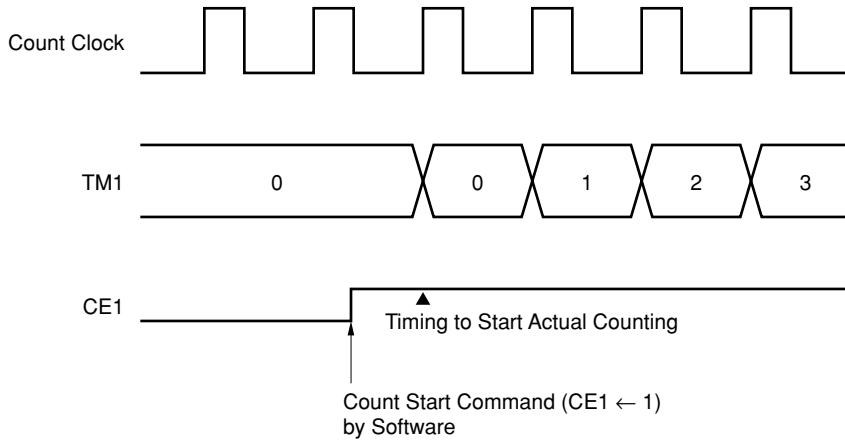 Count Clock
TM1
0
0
1
2
3
CE1
Timing to Start Actual Counting
Count Start Command (CE1 ← 1)
by Software